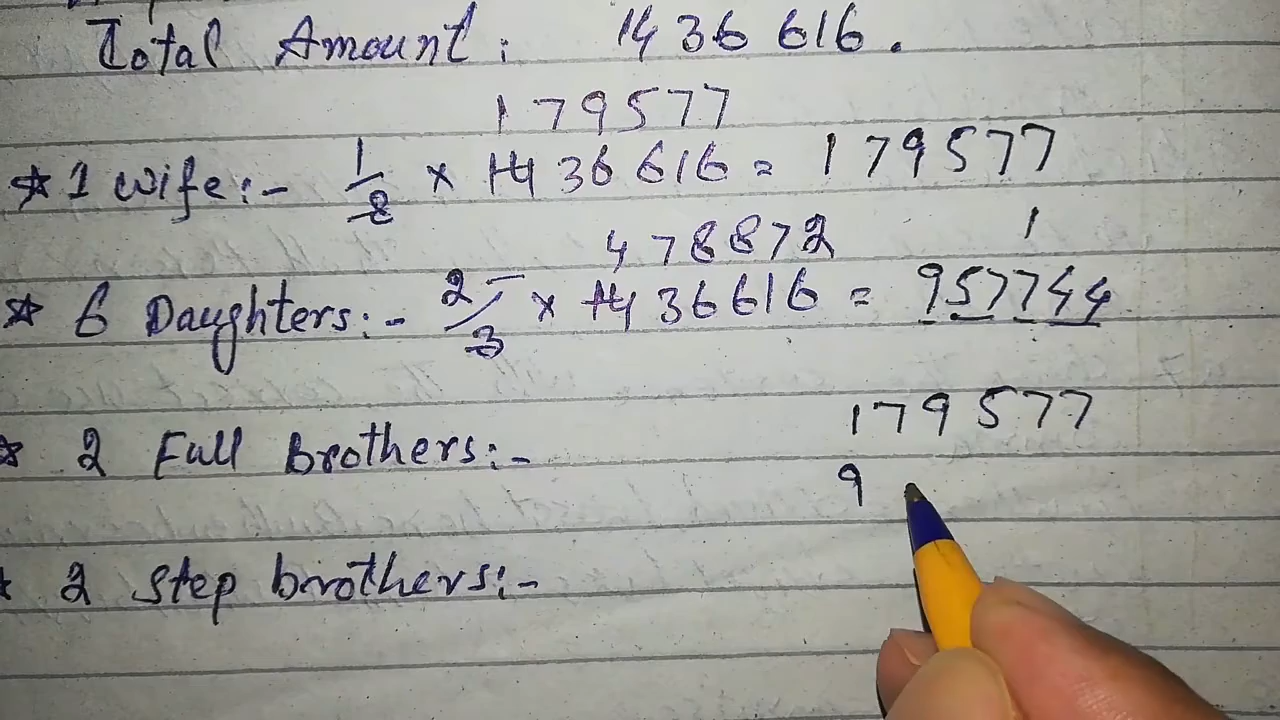 Total Amount: 1436616.
179577
* 1 wife:- 1/8 x 1436616 = 179577
478872 1
* 6 Daughters:- 2/3 x 1436616 = 957744
179577
* 2 Full brothers:-
9
* 2 Step brothers:-